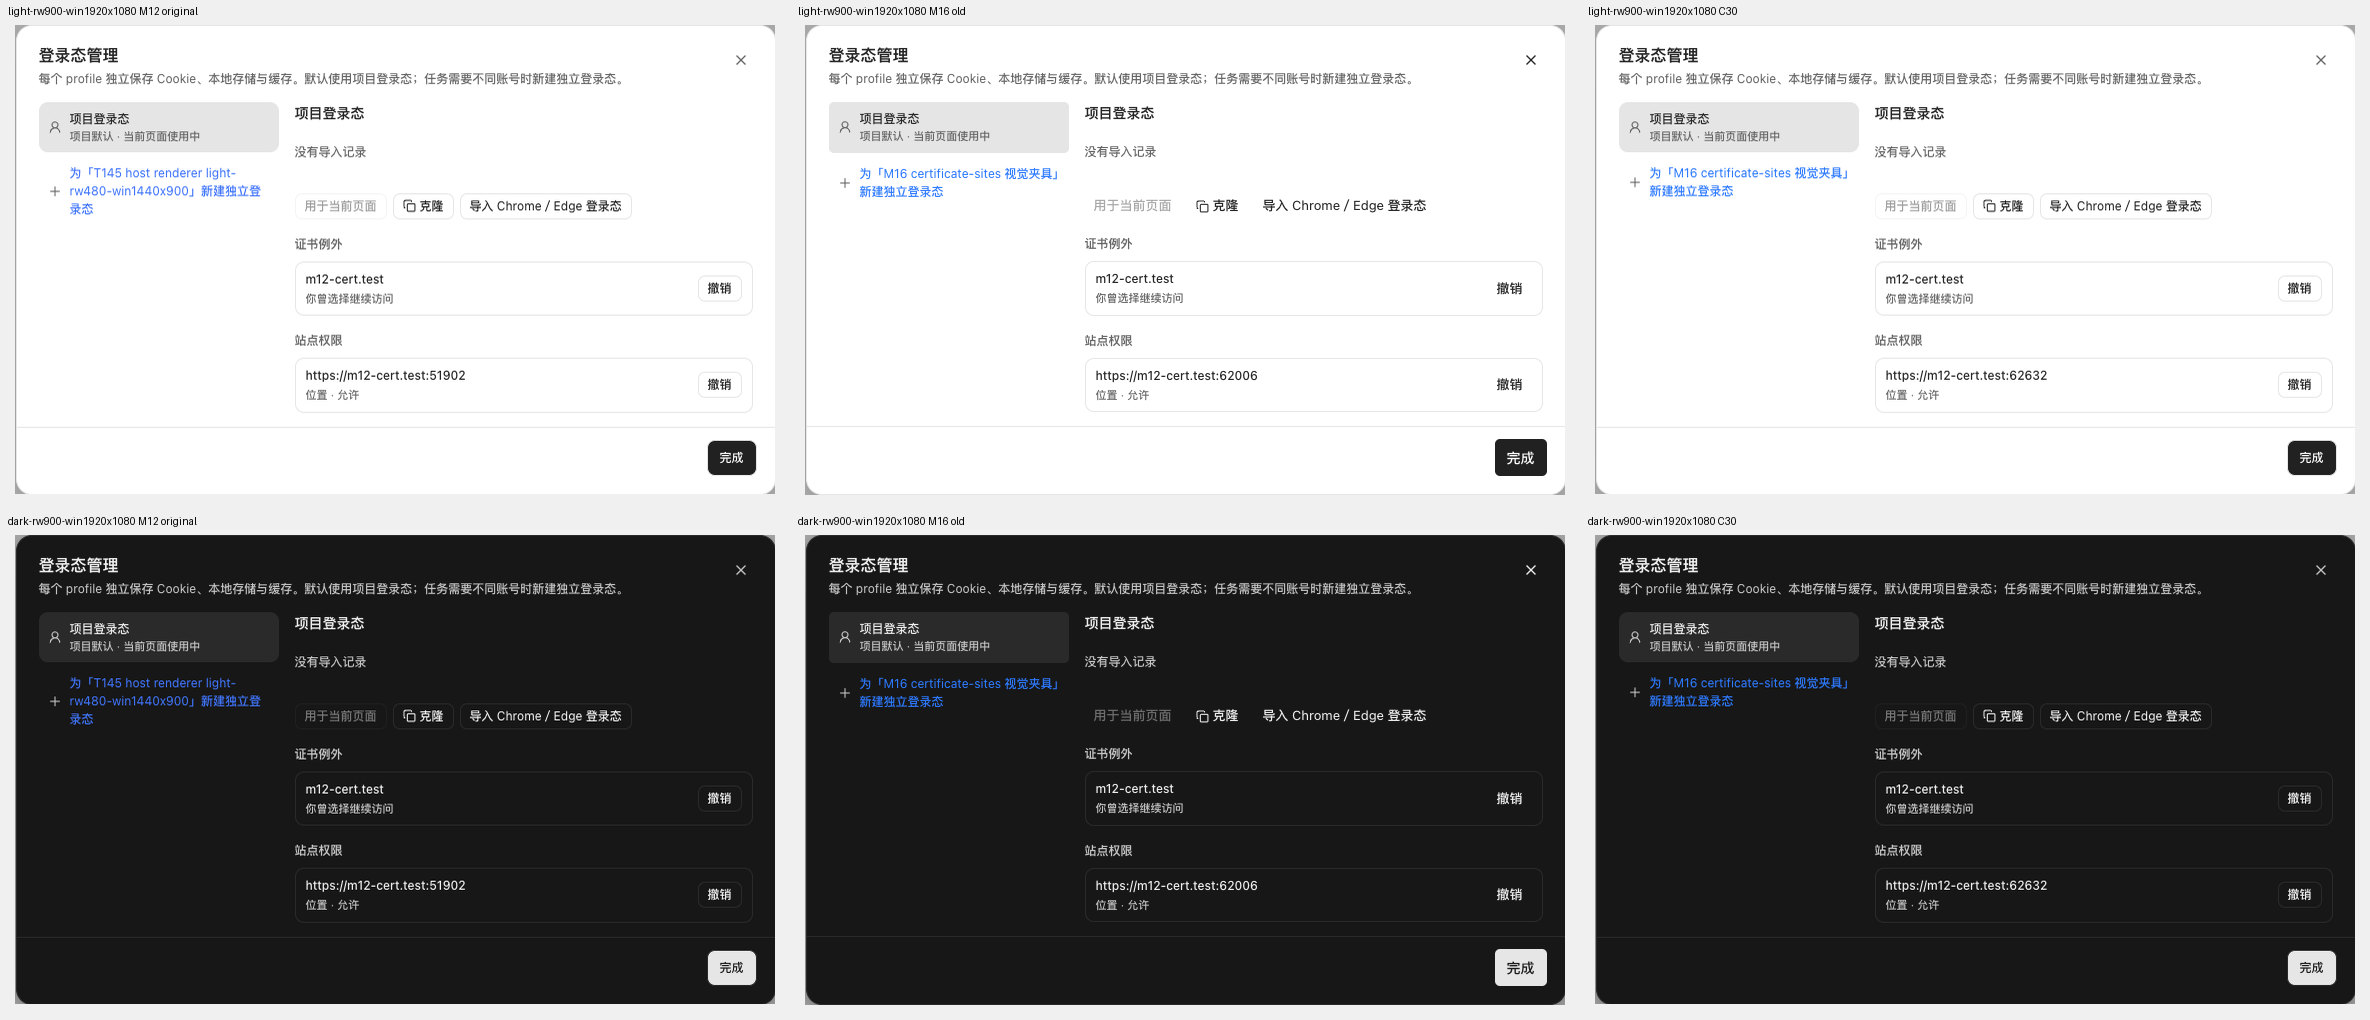 light-rw900-win1920x1080 M12 original
登录态管理
每个 profile 独立保存 Cookie、本地存储与缓存。默认使用项目登录态；任务需要不同账号时新建独立登录态。
项目登录态
项目默认 · 当前页面使用中
为「T145 host renderer light-
rw480-win1440x900」新建独立登
录态
项目登录态
没有导入记录
用于当前页面
克隆
导入 Chrome / Edge 登录态
证书例外
m12-cert.test
你曾选择继续访问
撤销
站点权限
https://m12-cert.test:51902
位置 · 允许
撤销
完成
light-rw900-win1920x1080 M16 old
登录态管理
每个 profile 独立保存 Cookie、本地存储与缓存。默认使用项目登录态；任务需要不同账号时新建独立登录态。
项目登录态
项目默认 · 当前页面使用中
为「M16 certificate-sites 视觉夹具」
新建独立登录态
项目登录态
没有导入记录
用于当前页面
克隆
导入 Chrome / Edge 登录态
证书例外
m12-cert.test
你曾选择继续访问
撤销
站点权限
https://m12-cert.test:62006
位置 · 允许
撤销
完成
light-rw900-win1920x1080 C30
登录态管理
每个 profile 独立保存 Cookie、本地存储与缓存。默认使用项目登录态；任务需要不同账号时新建独立登录态。
项目登录态
项目默认 · 当前页面使用中
为「M16 certificate-sites 视觉夹具」
新建独立登录态
项目登录态
没有导入记录
用于当前页面
克隆
导入 Chrome / Edge 登录态
证书例外
m12-cert.test
你曾选择继续访问
撤销
站点权限
https://m12-cert.test:62632
位置 · 允许
撤销
完成
dark-rw900-win1920x1080 M12 original
登录态管理
每个 profile 独立保存 Cookie、本地存储与缓存。默认使用项目登录态；任务需要不同账号时新建独立登录态。
项目登录态
项目默认 · 当前页面使用中
为「T145 host renderer light-
rw480-win1440x900」新建独立登
录态
项目登录态
没有导入记录
用于当前页面
克隆
导入 Chrome / Edge 登录态
证书例外
m12-cert.test
你曾选择继续访问
撤销
站点权限
https://m12-cert.test:51902
位置 · 允许
撤销
完成
dark-rw900-win1920x1080 M16 old
登录态管理
每个 profile 独立保存 Cookie、本地存储与缓存。默认使用项目登录态；任务需要不同账号时新建独立登录态。
项目登录态
项目默认 · 当前页面使用中
为「M16 certificate-sites 视觉夹具」
新建独立登录态
项目登录态
没有导入记录
用于当前页面
克隆
导入 Chrome / Edge 登录态
证书例外
m12-cert.test
你曾选择继续访问
撤销
站点权限
https://m12-cert.test:62006
位置 · 允许
撤销
完成
dark-rw900-win1920x1080 C30
登录态管理
每个 profile 独立保存 Cookie、本地存储与缓存。默认使用项目登录态；任务需要不同账号时新建独立登录态。
项目登录态
项目默认 · 当前页面使用中
为「M16 certificate-sites 视觉夹具」
新建独立登录态
项目登录态
没有导入记录
用于当前页面
克隆
导入 Chrome / Edge 登录态
证书例外
m12-cert.test
你曾选择继续访问
撤销
站点权限
https://m12-cert.test:62632
位置 · 允许
撤销
完成